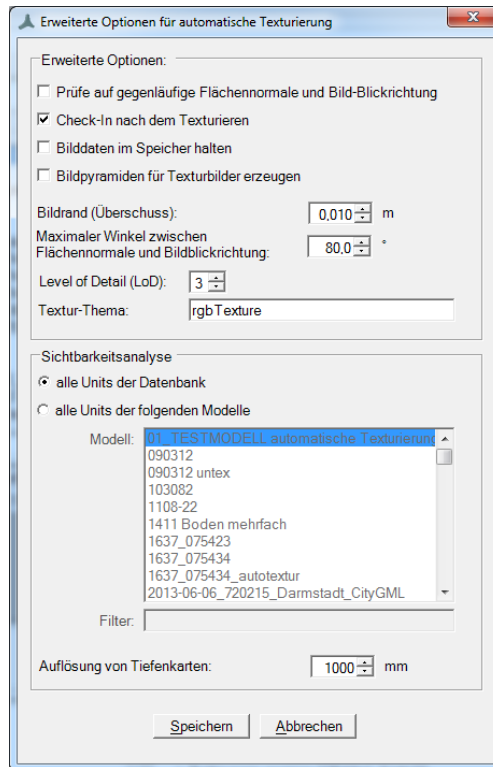 Erweiterte Optionen für automatische Texturierung
Erweiterte Optionen:
Prüfe auf gegenläufige Flächennormale und Bild-Blickrichtung
Check-In nach dem Texturieren
Bilddaten im Speicher halten
Bildpyramiden für Texturbilder erzeugen
Bildrand (Überschuss): 0,010 m
Maximaler Winkel zwischen
Flächennormale und Bildblickrichtung: 80,0 °
Level of Detail (LoD): 3
Textur-Thema: rgbTexture
Sichtbarkeitsanalyse
alle Units der Datenbank
alle Units der folgenden Modelle
Modell: 01_TESTMODELL automatische Texturierung
090312
090312 untex
103082
1108-22
1411 Boden mehrfach
1637_075423
1637_075434
1637_075434_autotextur
2013-06-06_720215_Darmstadt_CityGML
Filter:
Auflösung von Tiefenkarten: 1000 mm
Speichern Abbrechen